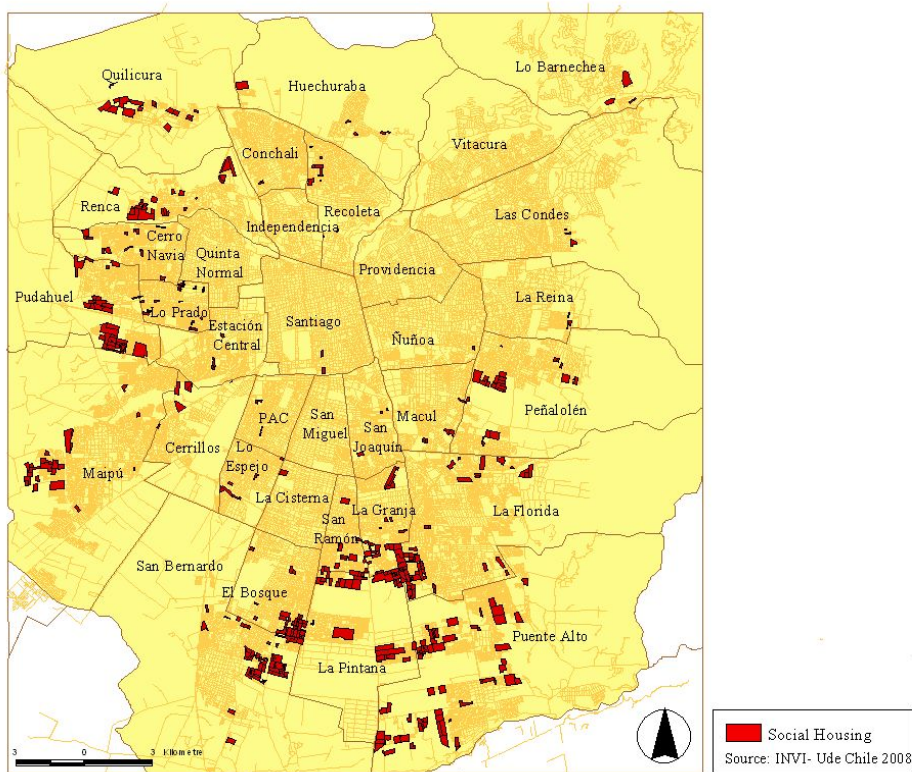 Lo Barnechea
Quilicura
Huechuraba
Vitacura
Conchali
Renca
Recoleta
Las Condes
Independencia
Cerro
Navia
Quinta
Normal
Providencia
Pudahuel
La Reina
Lo Prado
Estación
Central
Santiago
Ñuñoa
Peñalolén
PAC
San
Miguel
Macul
San
Joaquín
Cerrillos
Lo
Espejo
Maipú
La Cisterna
La Granja
La Florida
San
Ramón
San Bernardo
El Bosque
Puente Alto
La Pintana
3 0 3 Kilometre
Social Housing
Source: INVI- Ude Chile 2008